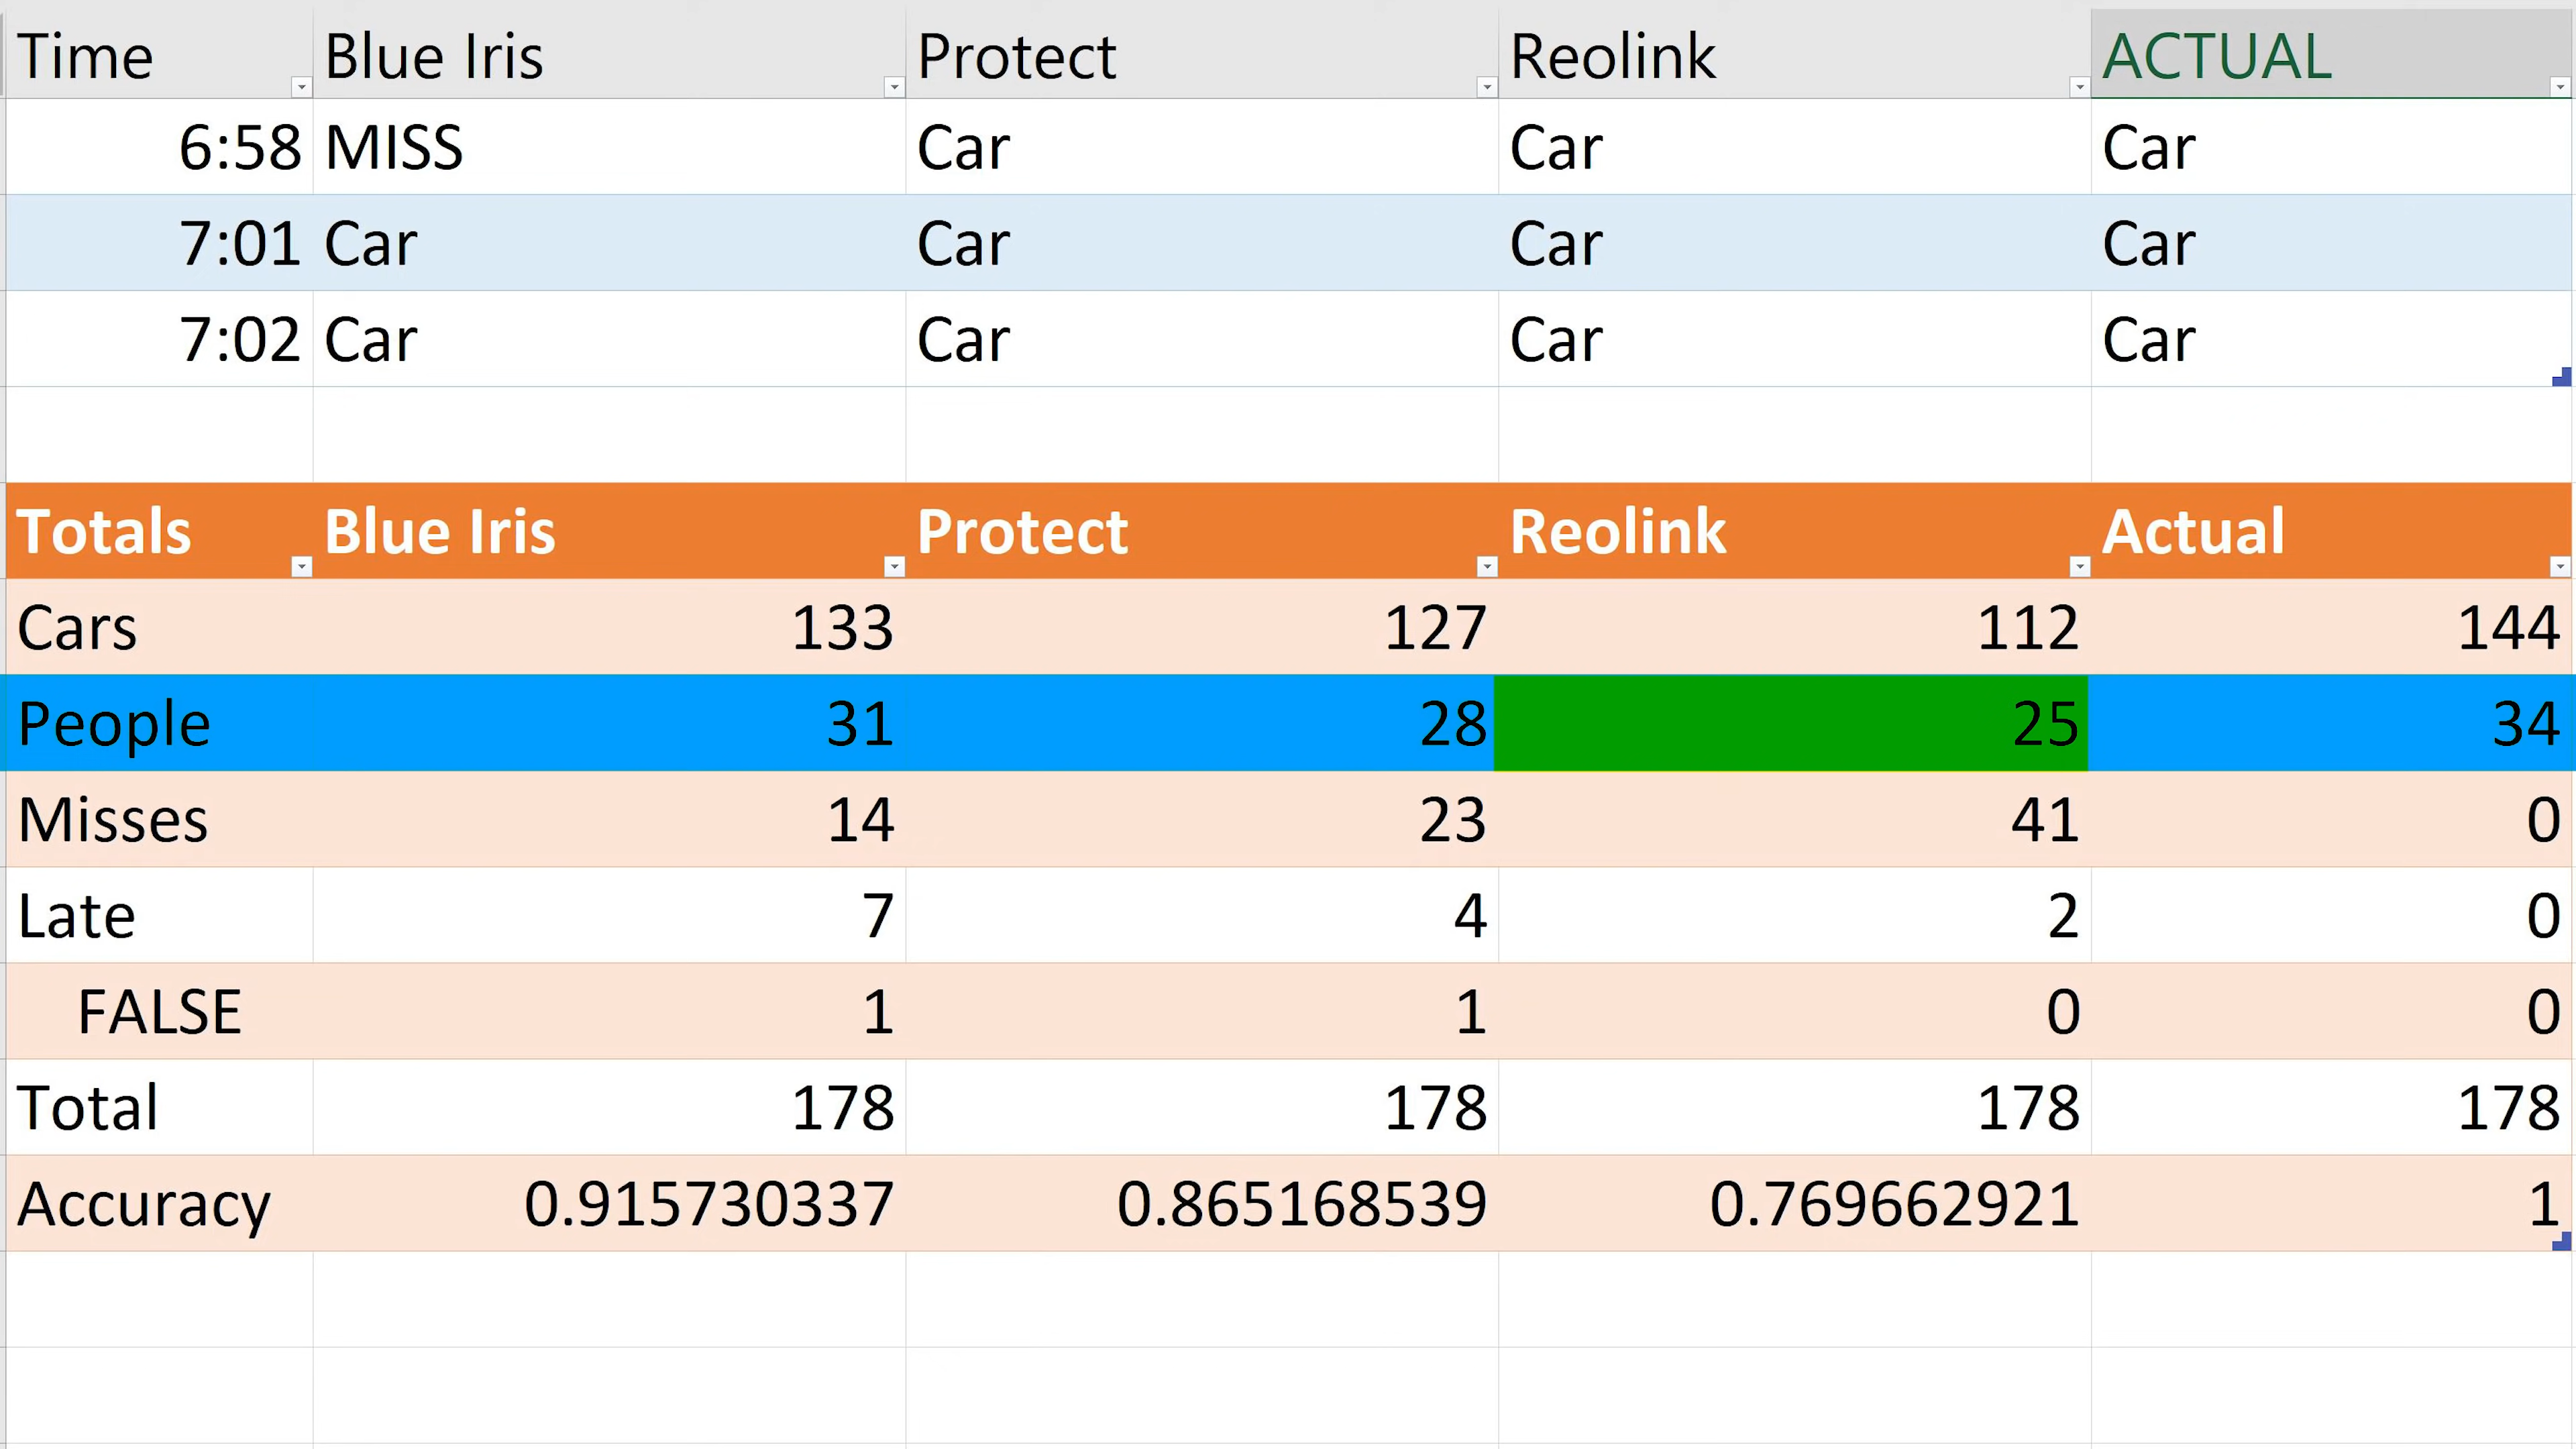 Time Blue Iris Protect Reolink ACTUAL
6:58 MISS Car Car Car
7:01 Car Car Car Car
7:02 Car Car Car Car
Totals Blue Iris Protect Reolink Actual
Cars 133 127 112 144
People 31 28 25 34
Misses 14 23 41 0
Late 7 4 2 0
FALSE 1 1 0 0
Total 178 178 178 178
Accuracy 0.915730337 0.865168539 0.769662921 1